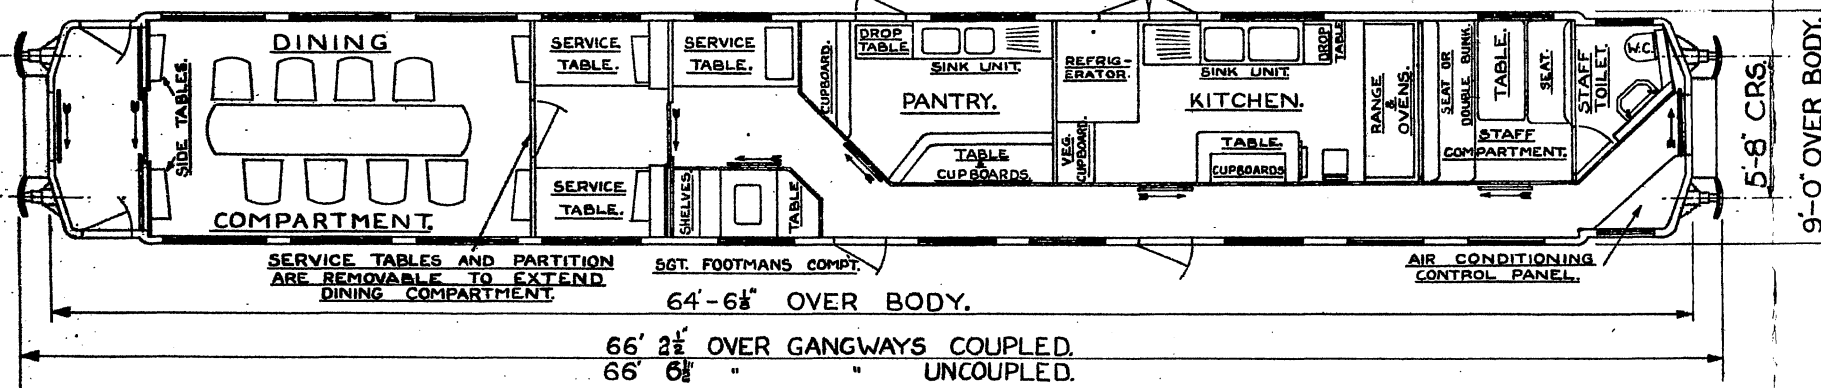 DINING
COMPARTMENT.
SIDE TABLES.
SERVICE
TABLE.
SERVICE
TABLE.
SERVICE
TABLE.
SHELVES
TABLE
CUPBOARD.
DROP
TABLE
SINK UNIT.
PANTRY.
TABLE
&
CUPBOARDS.
REFRIG-
ERATOR.
VEG.
CUPBOARD.
SINK UNIT.
DROP
TABLE
KITCHEN.
TABLE.
CUPBOARDS
RANGE
&
OVENS.
SEAT OR
DOUBLE BUNK.
TABLE.
SEAT.
STAFF
COMPARTMENT.
STAFF
TOILET.
W.C.
5'-8" CRS.
9'-0" OVER BODY.
SERVICE TABLES AND PARTITION
ARE REMOVABLE TO EXTEND
DINING COMPARTMENT.
SGT. FOOTMANS COMPT.
AIR CONDITIONING
CONTROL PANEL.
64'-6⅛" OVER BODY.
66' 2½" OVER GANGWAYS COUPLED.
66' " " UNCOUPLED.